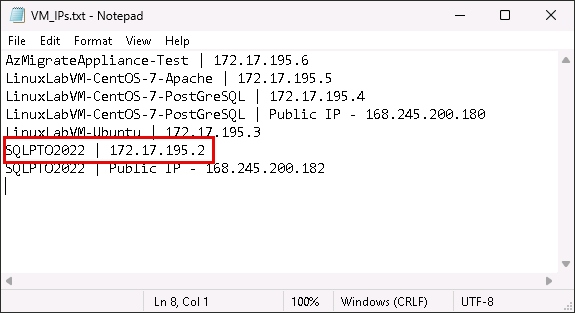 VM_IPs.txt - Notepad
File Edit Format View Help
AzMigrateAppliance-Test | 172.17.195.6
LinuxLabVM-CentOS-7-Apache | 172.17.195.5
LinuxLabVM-CentOS-7-PostGreSQL | 172.17.195.4
LinuxLabVM-CentOS-7-PostGreSQL | Public IP - 168.245.200.180
LinuxLabVM-Ubuntu | 172.17.195.3
SQLPTO2022 | 172.17.195.2
SQLPTO2022 | Public IP - 168.245.200.182
Ln 8, Col 1 100% Windows (CRLF) UTF-8